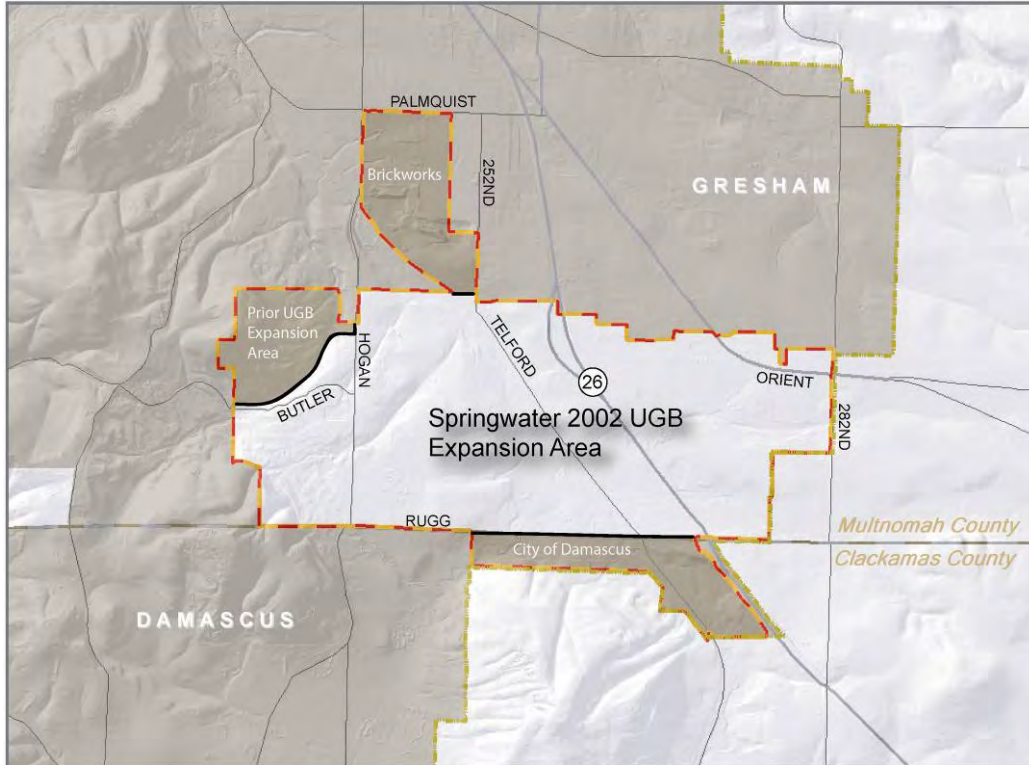 PALMQUIST
Brickworks
252ND
GRESHAM
Prior UGB
Expansion
Area
HOGAN
TELFORD
BUTLER
26
ORIENT
Springwater 2002 UGB
Expansion Area
282ND
RUGG
Multnomah County
City of Damascus
Clackamas County
DAMASCUS